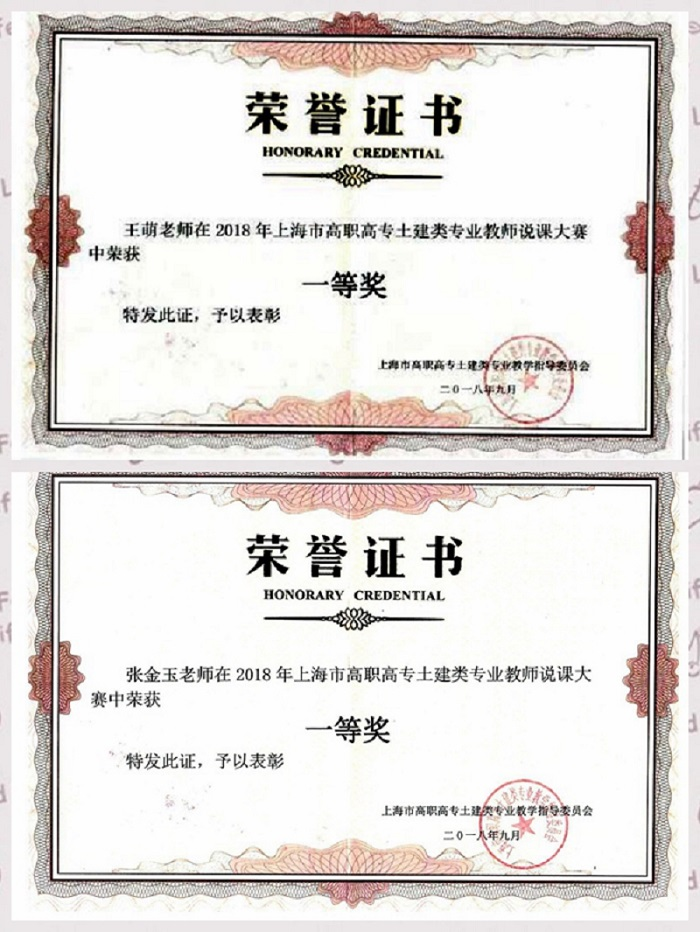 荣誉证书
HONORARY CREDENTIAL
王萌老师在 2018 年上海市高职高专土建类专业教师说课大赛
中荣获
一等奖
特发此证，予以表彰
上海市高职高专土建类专业教学指导委员会
二〇一八年九月
荣誉证书
HONORARY CREDENTIAL
张金玉老师在 2018 年上海市高职高专土建类专业教师说课大
赛中荣获
一等奖
特发此证，予以表彰
上海市高职高专土建类专业教学指导委员会
二〇一八年九月